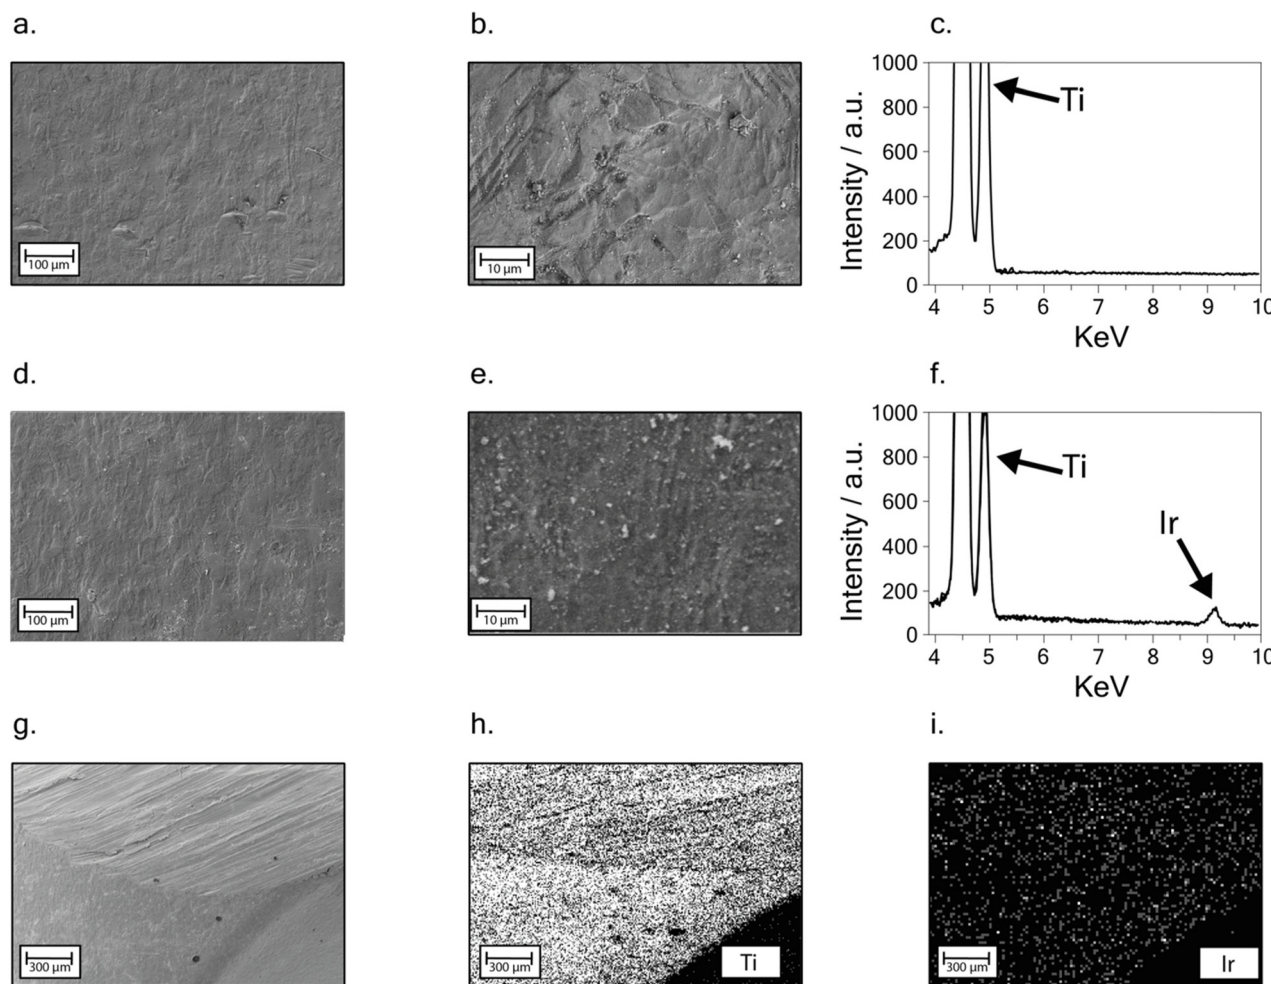 a.
b.
c.
100 μm
10 μm
1000
800
600
400
200
0
Intensity / a.u.
Ti
4 5 6 7 8 9 10
KeV
d.
e.
f.
100 μm
10 μm
1000
800
600
400
200
0
Intensity / a.u.
Ti
Ir
4 5 6 7 8 9 10
KeV
g.
h.
i.
300 μm
300 μm
Ti
300 μm
Ir